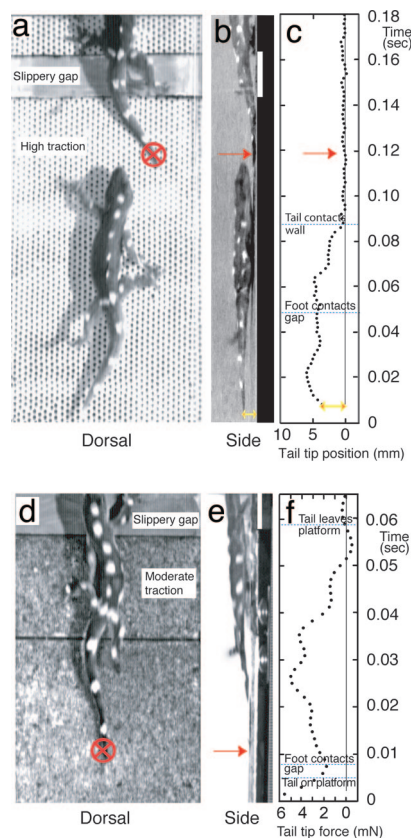 a
Slippery gap
High traction
Dorsal
b
Side
c
0.18
Time
(sec)
0.16
0.14
0.12
0.10
Tail contacts
wall
0.08
0.06
Foot contacts
gap
0.04
0.02
0
10 5 0
Tail tip position (mm)
d
Slippery gap
Moderate
traction
Dorsal
e
Side
f
0.06
Tail leaves
platform
Time
(sec)
0.05
0.04
0.03
0.02
0.01
Foot contacts
gap
Tail on platform
0
6 4 2 0
Tail tip force (mN)